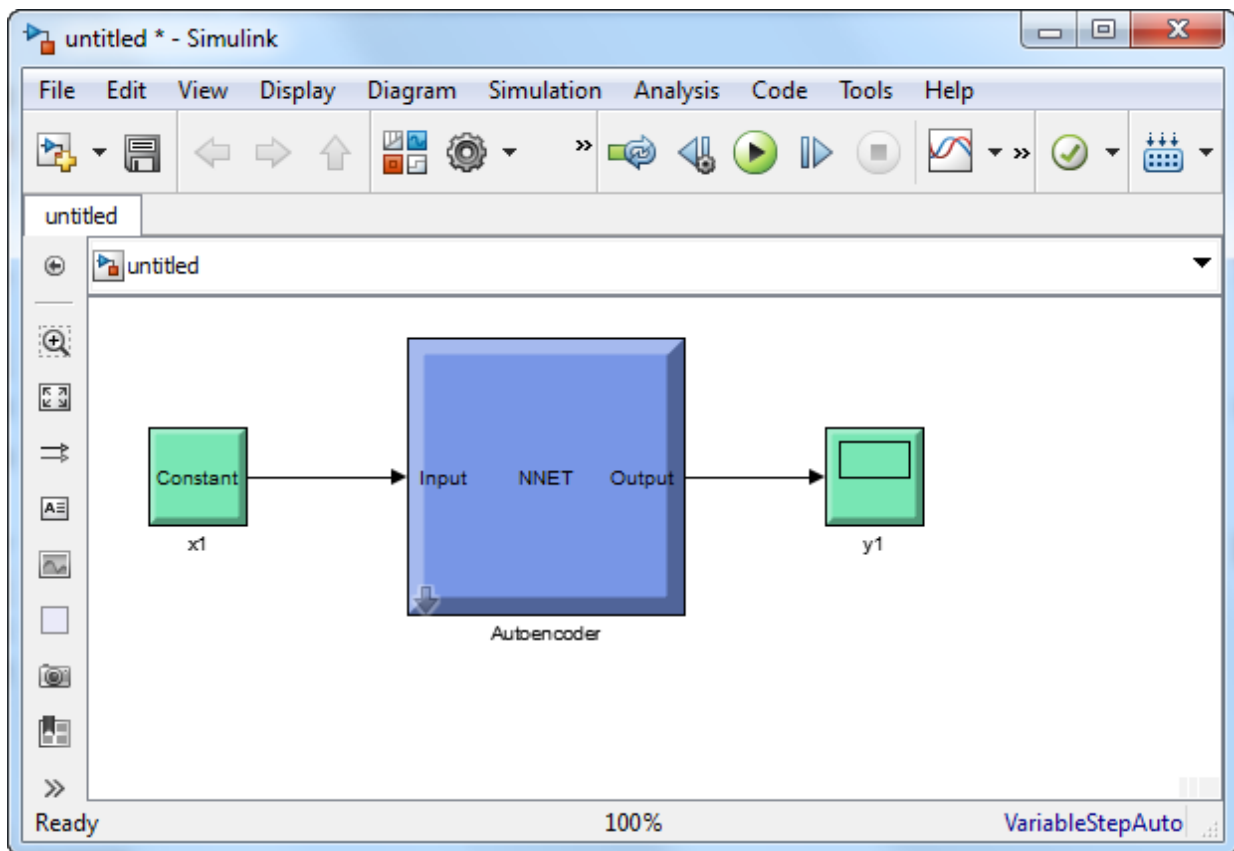 untitled * - Simulink
File Edit View Display Diagram Simulation Analysis Code Tools Help
untitled
untitled
Constant
Input NNET Output
x1
y1
Autoencoder
Ready 100% VariableStepAuto